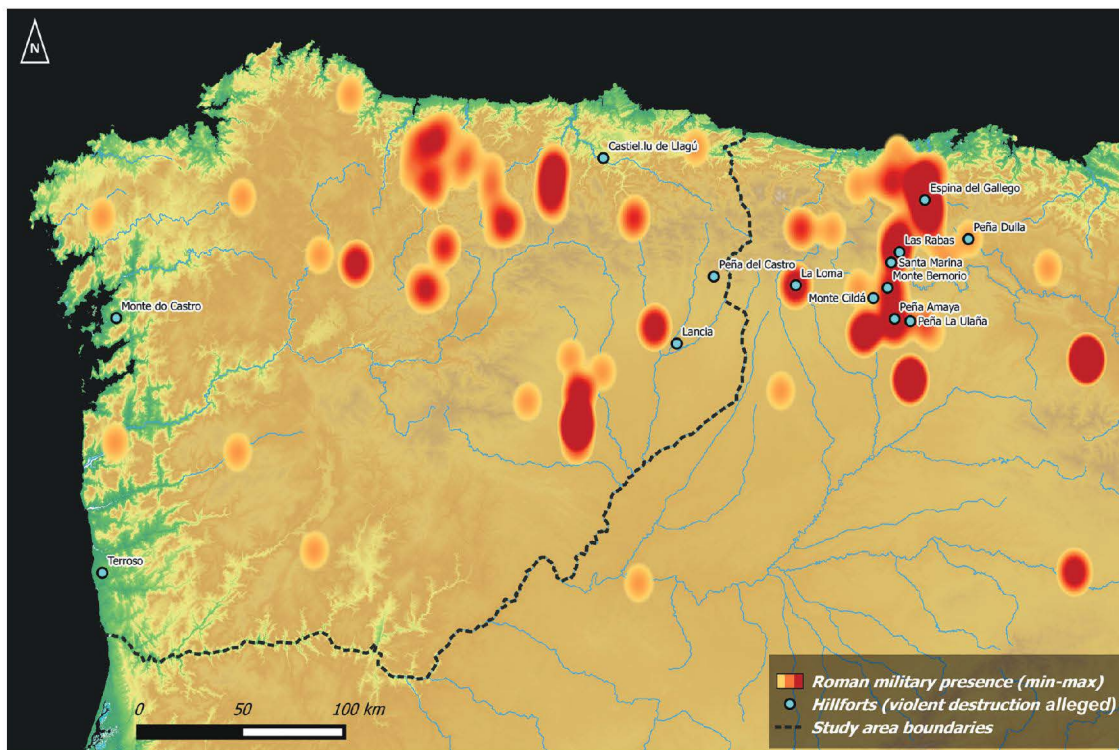 N
Castiel.lu de Llagú
Espina del Gallego
Peña Dulla
Las Rabas
Santa Marina
Peña del Castro
La Loma
Monte Bernorio
Monte Cildá
Monte do Castro
Peña Amaya
Peña La Ulaña
Lancia
Terroso
Roman military presence (min-max)
Hillforts (violent destruction alleged)
Study area boundaries
0 50 100 km